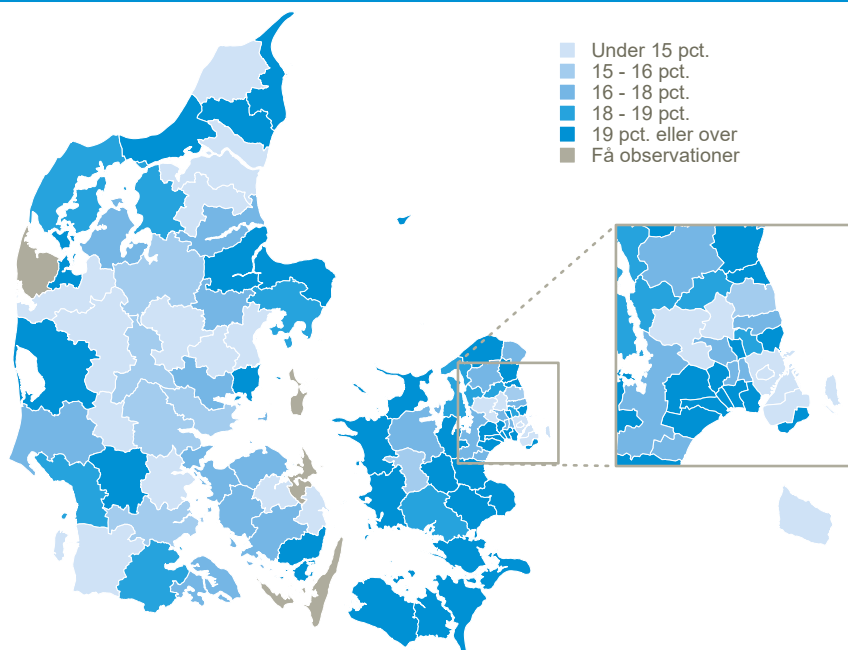 Under 15 pct.
15 - 16 pct.
16 - 18 pct.
18 - 19 pct.
19 pct. eller over
Få observationer